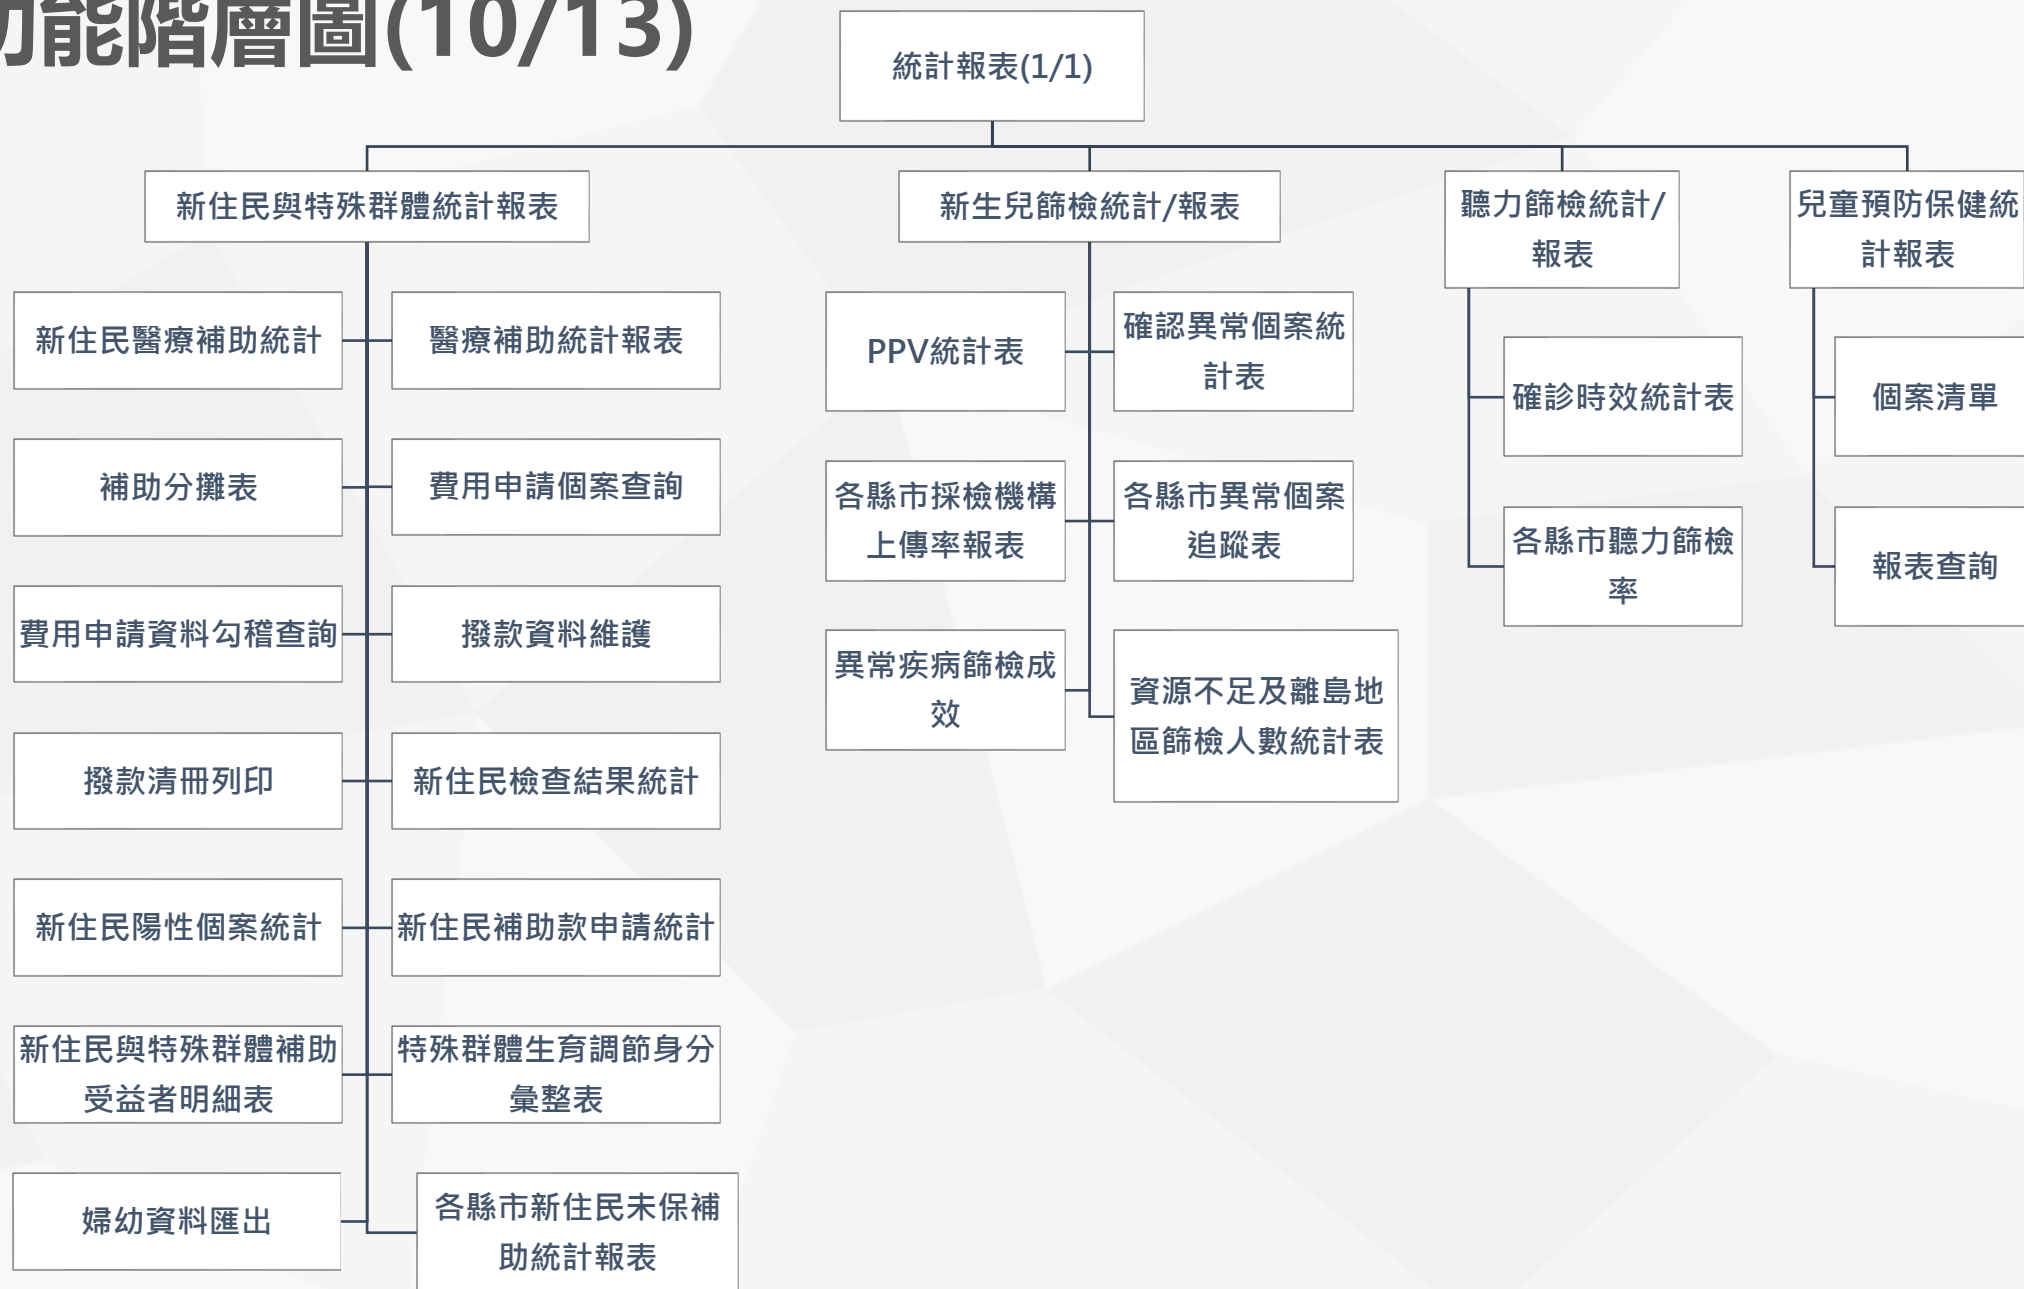 功能階層圖(10/13)
統計報表(1/1)
新住民與特殊群體統計報表
新住民醫療補助統計
醫療補助統計報表
補助分攤表
費用申請個案查詢
費用申請資料勾稽查詢
撥款資料維護
撥款清冊列印
新住民檢查結果統計
新住民陽性個案統計
新住民補助款申請統計
新住民與特殊群體補助
受益者明細表
特殊群體生育調節身分
彙整表
婦幼資料匯出
各縣市新住民未保補
助統計報表
新生兒篩檢統計/報表
PPV統計表
確認異常個案統
計表
各縣市採檢機構
上傳率報表
各縣市異常個案
追蹤表
異常疾病篩檢成
效
資源不足及離島地
區篩檢人數統計表
聽力篩檢統計/
報表
確診時效統計表
各縣市聽力篩檢
率
兒童預防保健統
計報表
個案清單
報表查詢